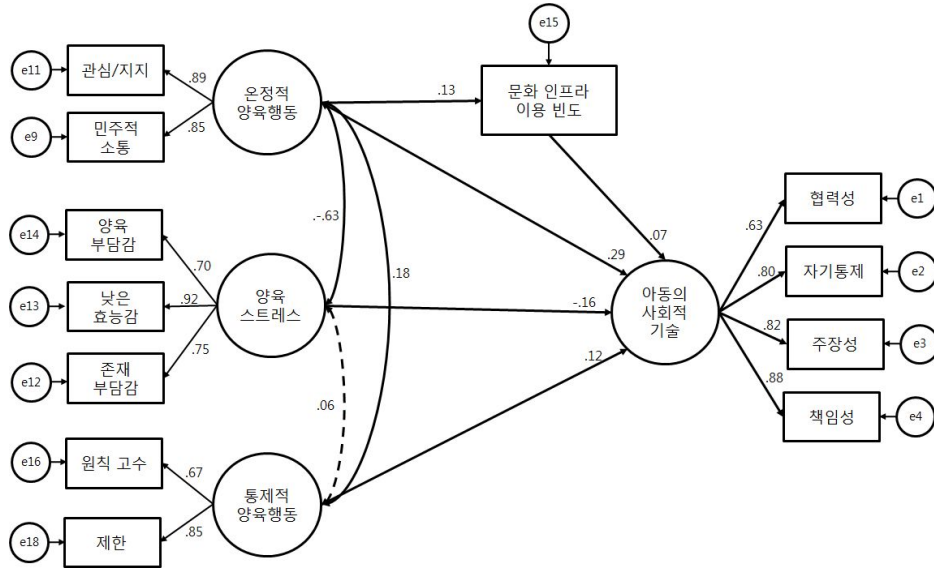 e15
e11
관심/지지
.89
온정적
양육행동
.13
문화 인프라
이용 빈도
e9
민주적
소통
.85
협력성
e1
.-.63
.63
.07
e14
양육
부담감
.70
.18
.29
.80
자기통제
e2
e13
낮은
효능감
.92
양육
스트레스
-.16
아동의
사회적
기술
.82
주장성
e3
.75
.12
e12
존재
부담감
.06
.88
책임성
e4
e16
원칙 고수
.67
통제적
양육행동
.85
e18
제한